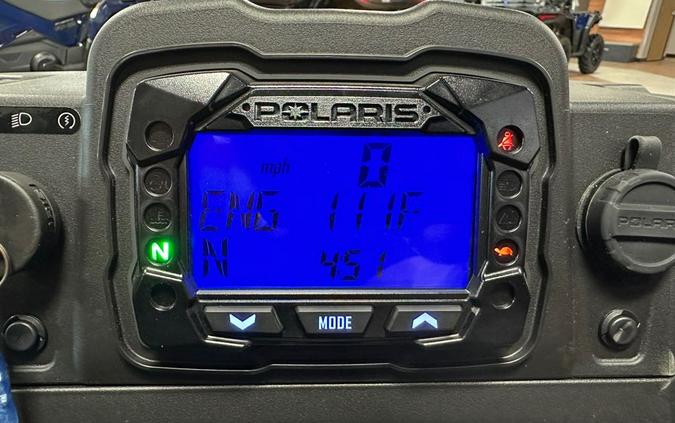 POLARIS
mph 0
ENG 111F
N
N 451
MODE
POLARIS